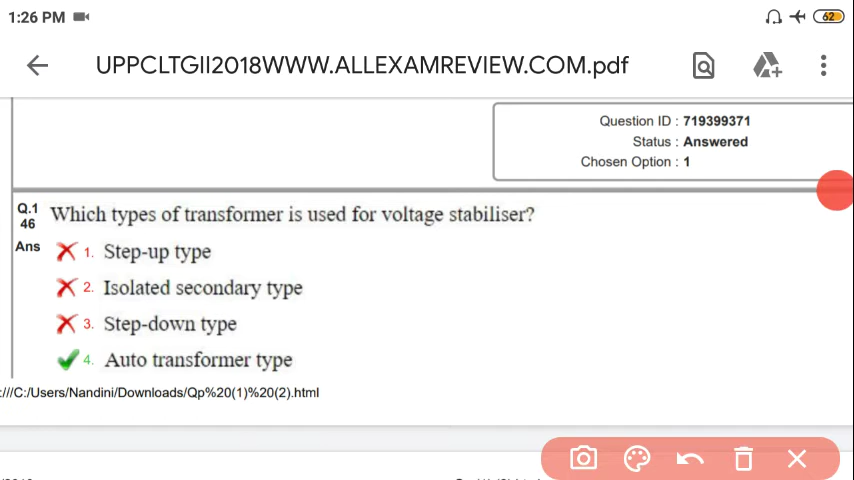 1:26 PM
62
UPPCLTGII2018WWW.ALLEXAMREVIEW.COM.pdf
Question ID : 719399371
Status : Answered
Chosen Option : 1
Q.1
46
Which types of transformer is used for voltage stabiliser?
Ans
1. Step-up type
2. Isolated secondary type
3. Step-down type
4. Auto transformer type
:///C:/Users/Nandini/Downloads/Qp%20(1)%20(2).html